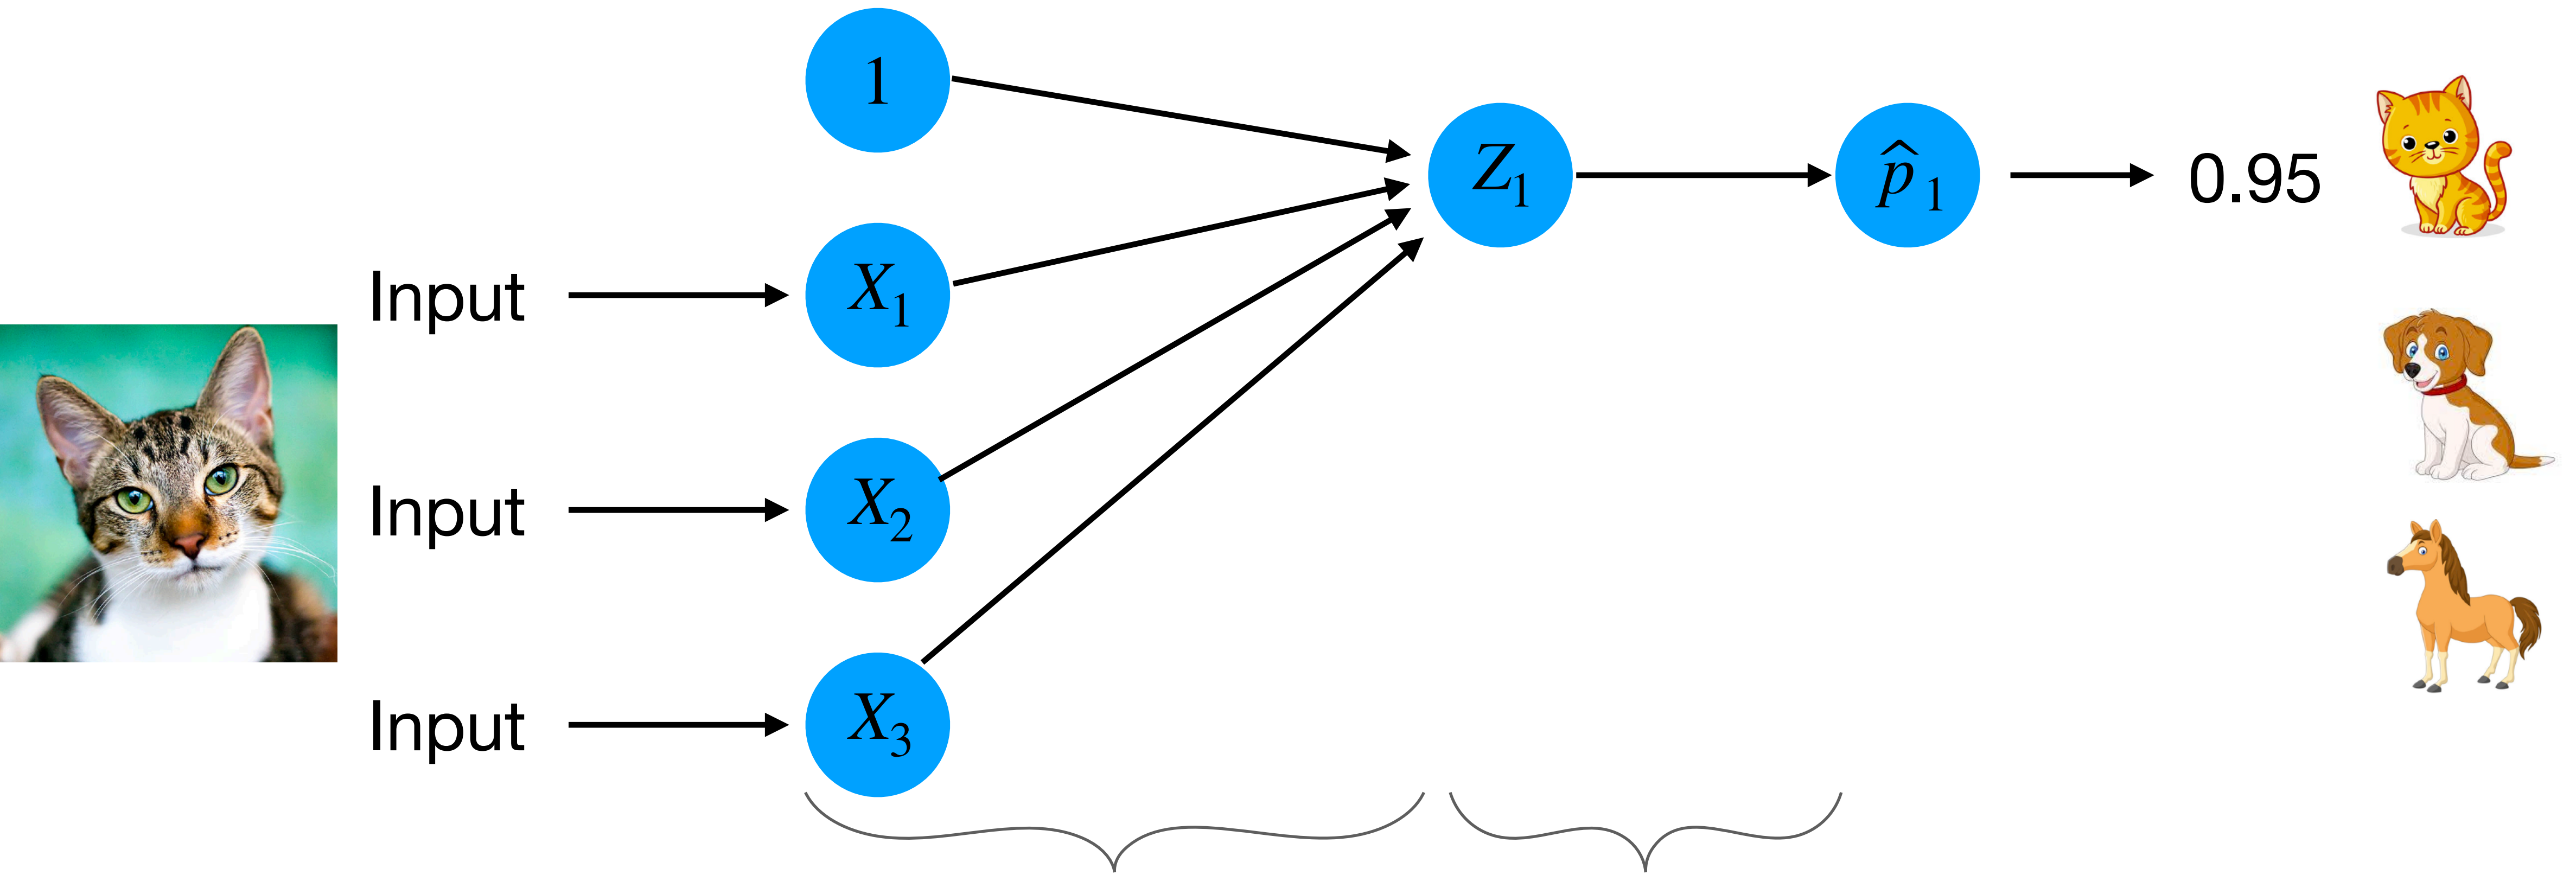 1
Input X₁
Input X₂
Input X₃
Z₁
p̂ ₁
0.95